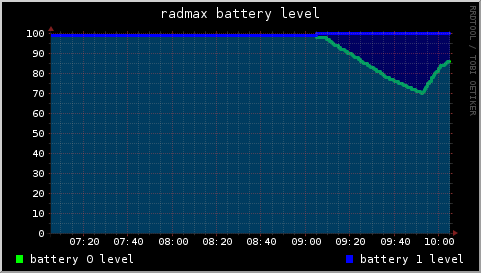 radmax battery level
RRDTOOL / TOBI OETIKER
100
90
80
70
60
50
40
30
20
10
0
07:20 07:40 08:00 08:20 08:40 09:00 09:20 09:40 10:00
battery 0 level battery 1 level